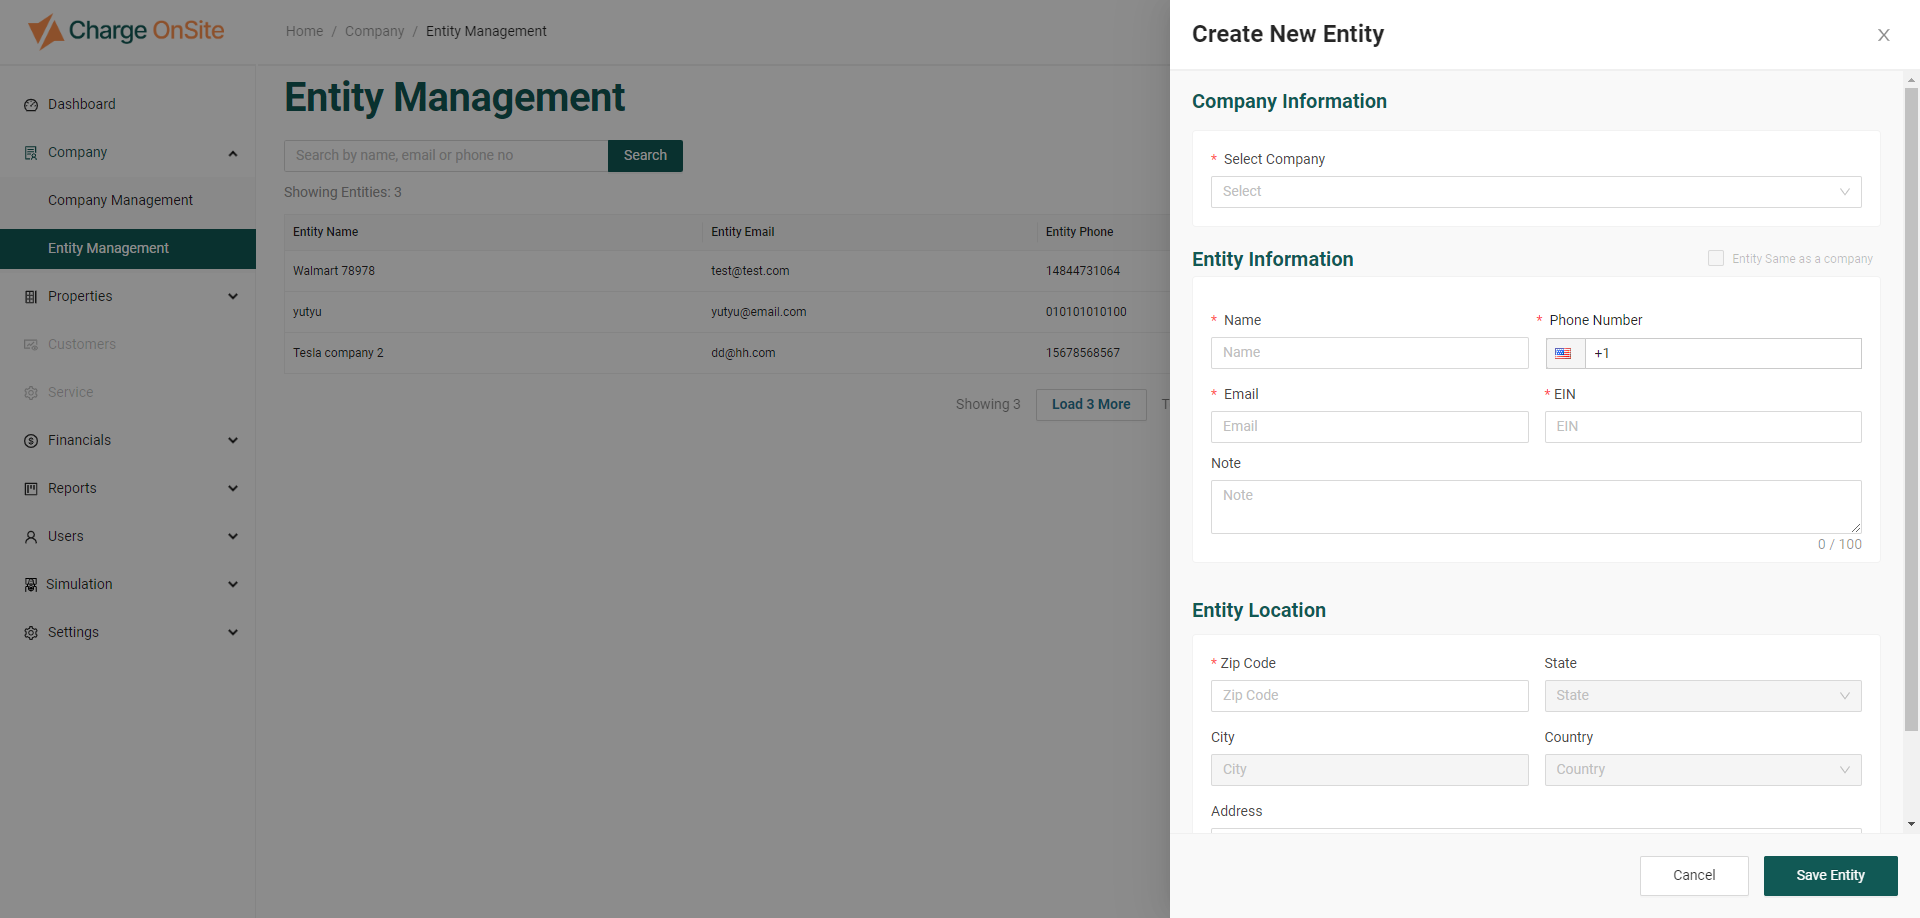 Charge OnSite
Home / Company / Entity Management
Create New Entity
Dashboard
Company
Company Management
Entity Management
Properties
Customers
Service
Financials
Reports
Users
Simulation
Settings
Entity Management
Search by name, email or phone no Search
Showing Entities: 3
Entity Name Entity Email Entity Phone
Walmart 78978 test@test.com 14844731064
yutyu yutyu@email.com 010101010100
Tesla company 2 dd@hh.com 15678568567
Showing 3 Load 3 More T
Company Information
* Select Company
Select
Entity Information Entity Same as a company
* Name * Phone Number
Name +1
* Email * EIN
Email EIN
Note
Note
0 / 100
Entity Location
* Zip Code State
Zip Code State
City Country
City Country
Address
Cancel Save Entity